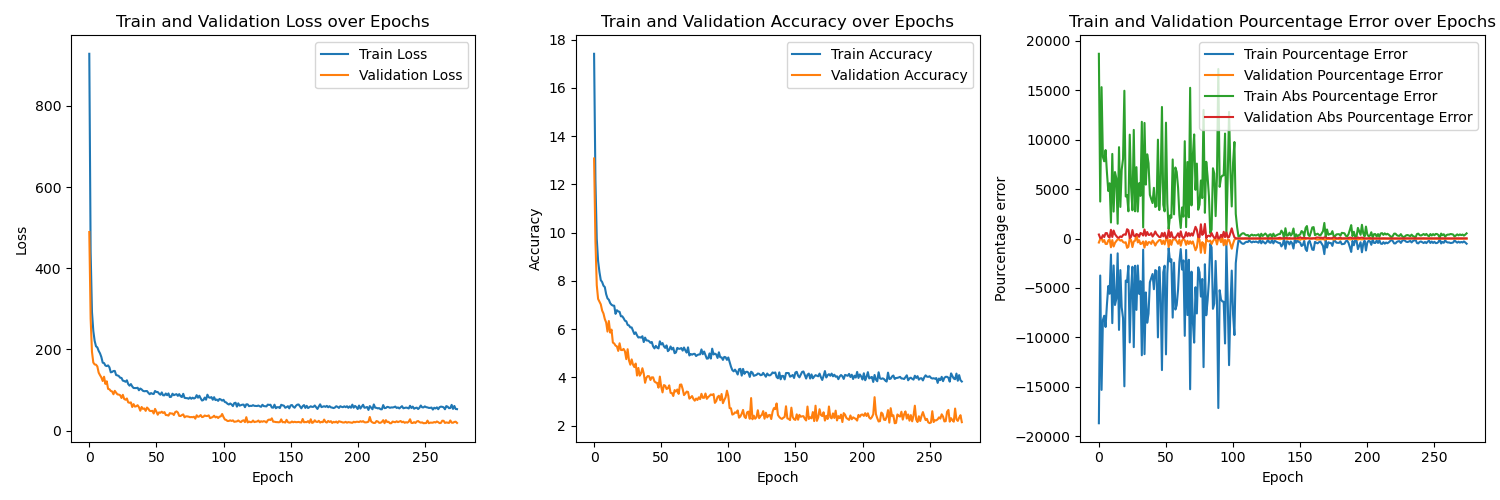 Train and Validation Loss over Epochs
Train Loss
Validation Loss
Loss
800
600
400
200
0
0 50 100 150 200 250
Epoch
Train and Validation Accuracy over Epochs
Train Accuracy
Validation Accuracy
Accuracy
18
16
14
12
10
8
6
4
2
0 50 100 150 200 250
Epoch
Train and Validation Pourcentage Error over Epochs
Train Pourcentage Error
Validation Pourcentage Error
Train Abs Pourcentage Error
Validation Abs Pourcentage Error
Pourcentage error
20000
15000
10000
5000
0
−5000
−10000
−15000
−20000
0 50 100 150 200 250
Epoch